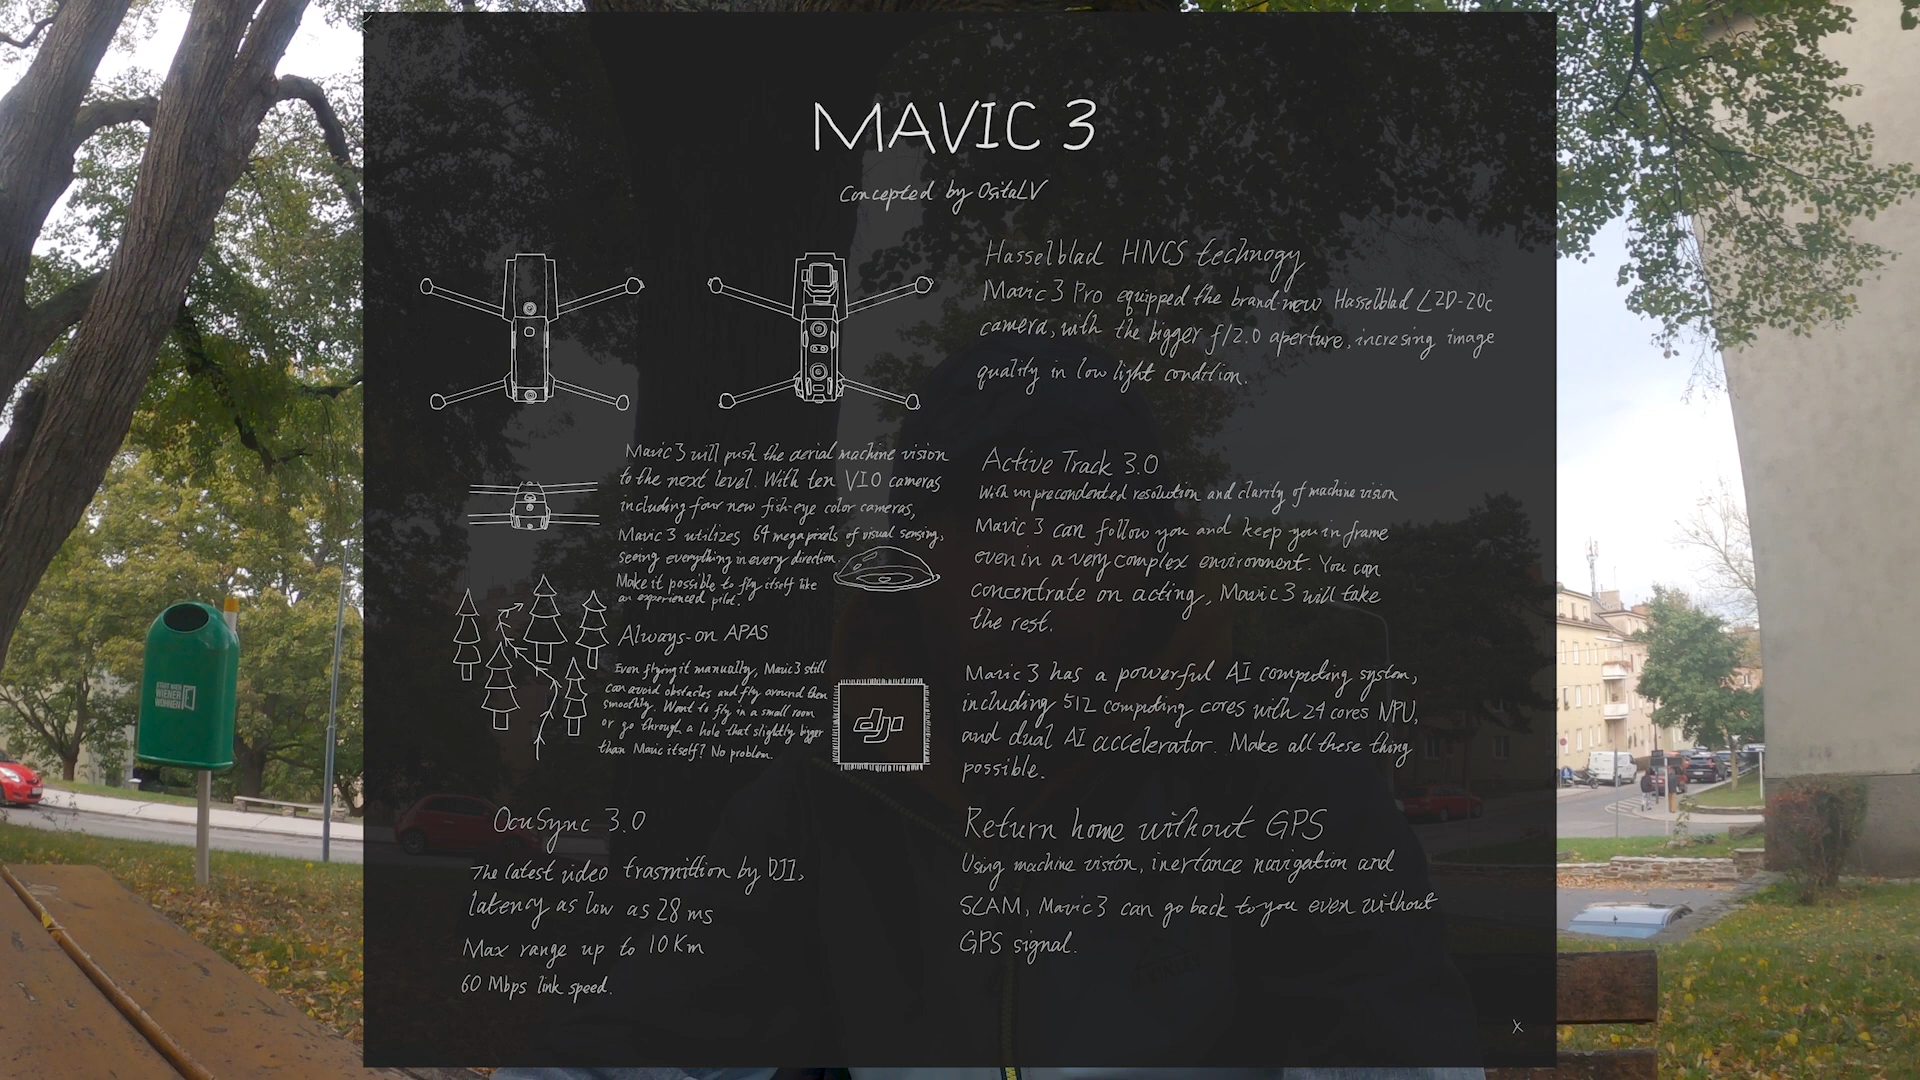 MAVIC 3
Concepted by OsitaLV
Hasselblad HNCS technogy
Mavic 3 Pro equipped the brand-new Hasselblad L2D-20c
camera, with the bigger f/2.0 aperture, incresing image
quality in low light condition.
Mavic 3 will push the aerial machine vision
to the next level. With ten VIO cameras
including four new fish-eye color cameras,
Mavic 3 utilizes 64 megapixels of visual sensing,
seeing everything in every direction.
Make it possible to fly itself like
an experienced pilot.
Always-on APAS
Even flying it manually, Mavic 3 still
can avoid obstacles and fly around them
smoothly. Want to fly in a small room
or go through a hole that slightly bigger
than Mavic itself? No problem.
dji
Active Track 3.0
With unprecondented resolution and clarity of machine vision
Mavic 3 can follow you and keep you in frame
even in a very complex environment. You can
concentrate on acting, Mavic 3 will take
the rest.
Mavic 3 has a powerful AI computing system,
including 512 computing cores with 24 cores NPU,
and dual AI accelerator. Make all these thing
possible.
OcuSync 3.0
The latest video trasmittion by DJI,
latency as low as 28 ms
Max range up to 10 Km
60 Mbps link speed.
Return home without GPS
Using machine vision, inertance navigation and
SLAM, Mavic 3 can go back to you even without
GPS signal.
X
WIENER
WOHNEN